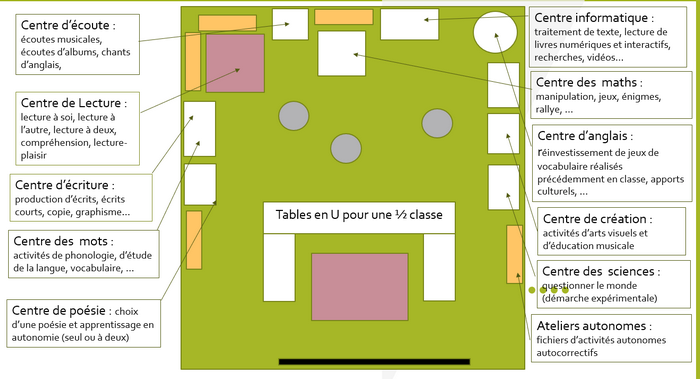 Centre d'écoute :
écoutes musicales,
écoutes d'albums, chants
d'anglais,
Centre de Lecture :
lecture à soi, lecture à
l'autre, lecture à deux,
compréhension, lecture-
plaisir
Centre d'écriture :
production d'écrits, écrits
courts, copie, graphisme...
Centre des mots :
activités de phonologie, d'étude
de la langue, vocabulaire, ...
Centre de poésie : choix
d'une poésie et apprentissage en
autonomie (seul ou à deux)
Tables en U pour une ½ classe
Centre informatique :
traitement de texte, lecture de
livres numériques et interactifs,
recherches, vidéos...
Centre des maths :
manipulation, jeux, énigmes,
rallye, ...
Centre d'anglais :
réinvestissement de jeux de
vocabulaire réalisés
précédemment en classe, apports
culturels, ...
Centre de création :
activités d'arts visuels et
d'éducation musicale
Centre des sciences :
questionner le monde
(démarche expérimentale)
Ateliers autonomes :
fichiers d'activités autonomes
autocorrectifs